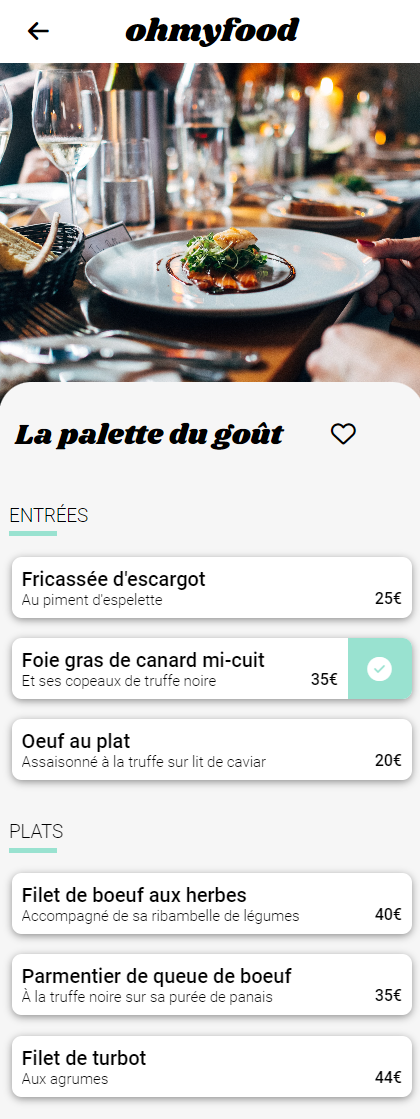 ohmyfood
La palette du goût
ENTRÉES
Fricassée d'escargot
Au piment d'espelette
25€
Foie gras de canard mi-cuit
Et ses copeaux de truffe noire
35€
Oeuf au plat
Assaisonné à la truffe sur lit de caviar
20€
PLATS
Filet de boeuf aux herbes
Accompagné de sa ribambelle de légumes
40€
Parmentier de queue de boeuf
À la truffe noire sur sa purée de panais
35€
Filet de turbot
Aux agrumes
44€